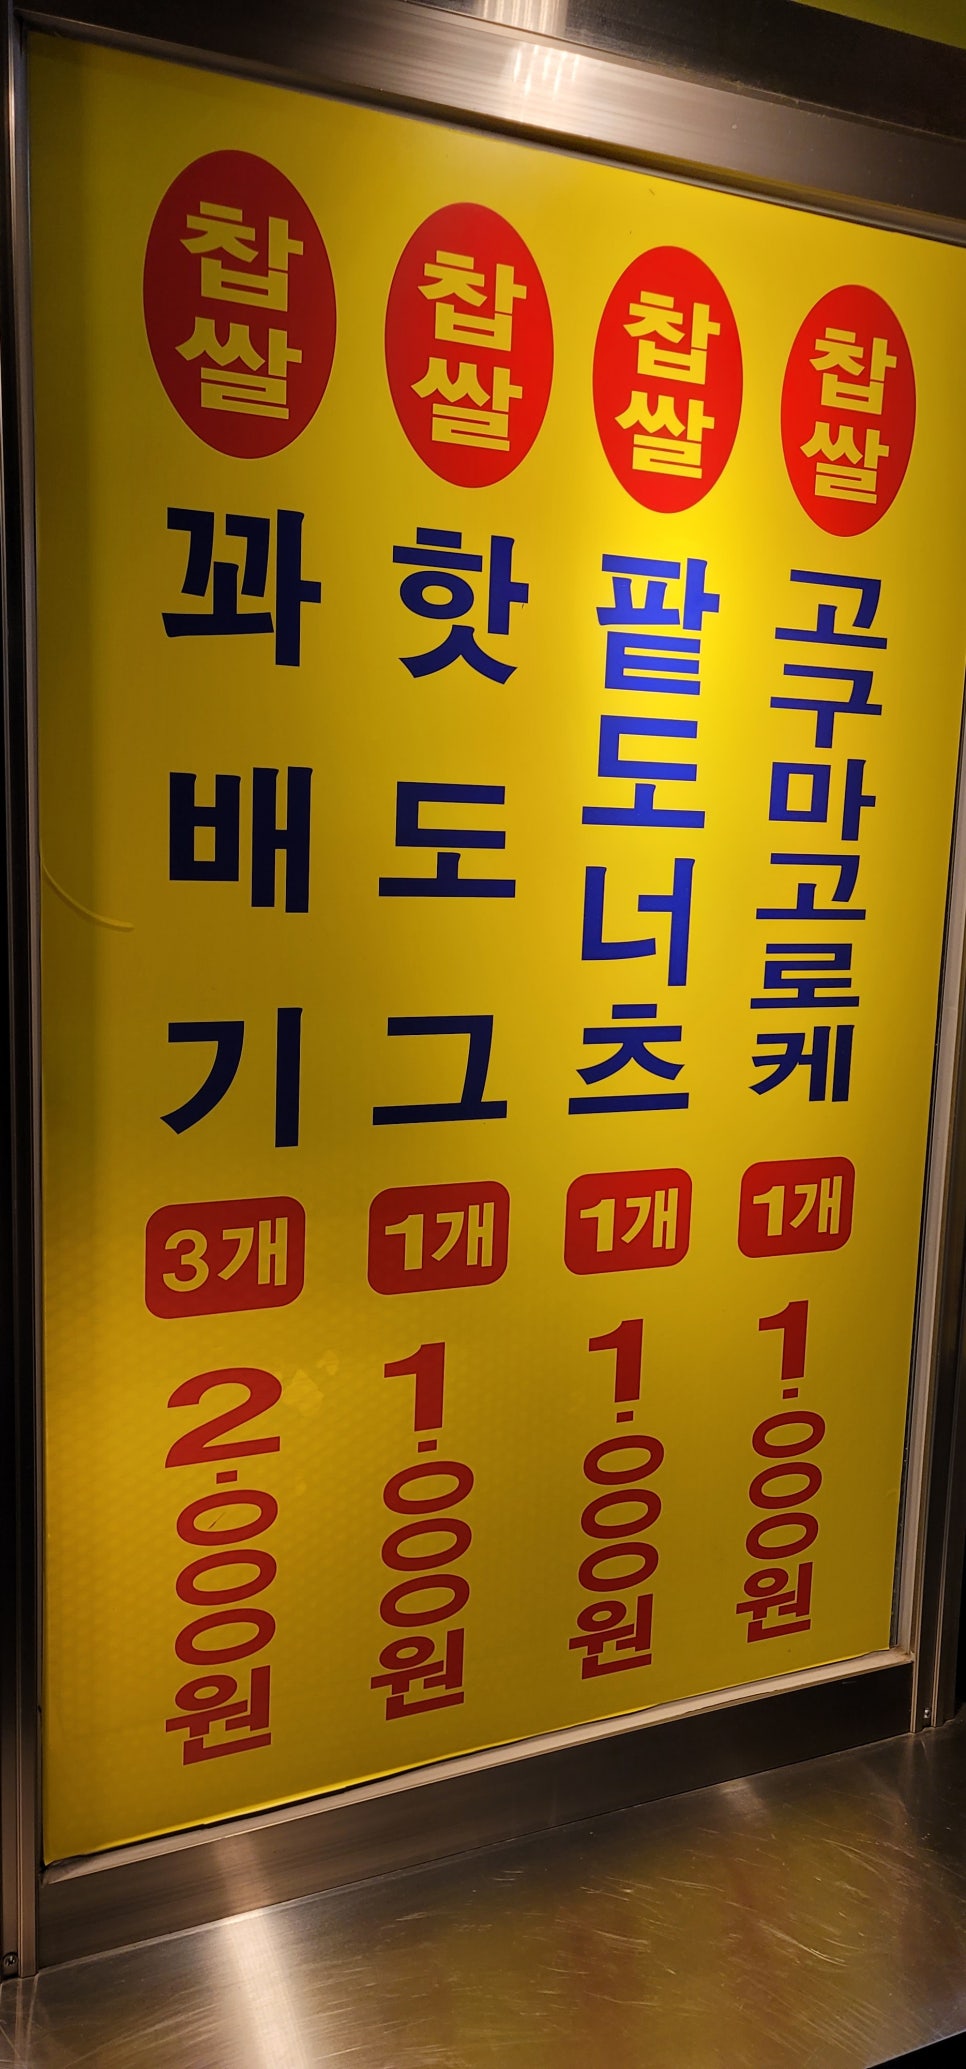 찹쌀
꽈배기
3개
2.000원
찹쌀
핫도그
1개
1.000원
찹쌀
팥도너츠
1개
1.000원
찹쌀
고구마고로케
1개
1.000원